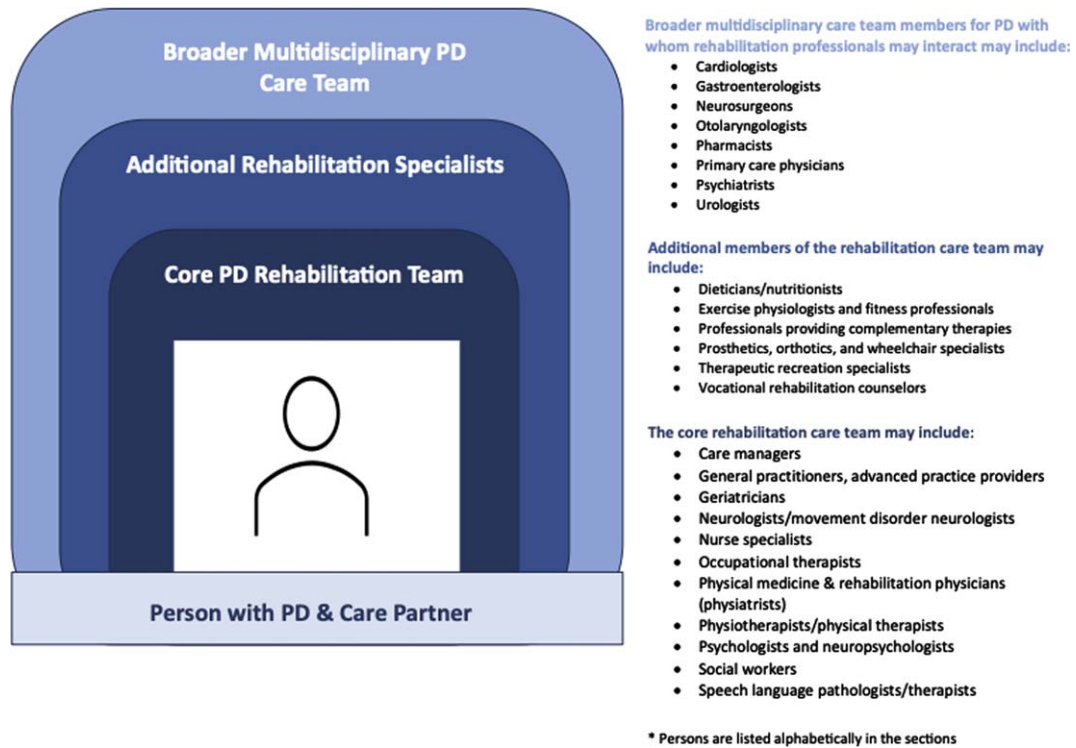 Broader Multidisciplinary PD
Care Team
Additional Rehabilitation Specialists
Core PD Rehabilitation Team
Person with PD & Care Partner
Broader multidisciplinary care team members for PD with
whom rehabilitation professionals may interact may include:
• Cardiologists
• Gastroenterologists
• Neurosurgeons
• Otolaryngologists
• Pharmacists
• Primary care physicians
• Psychiatrists
• Urologists
Additional members of the rehabilitation care team may
include:
• Dieticians/nutritionists
• Exercise physiologists and fitness professionals
• Professionals providing complementary therapies
• Prosthetics, orthotics, and wheelchair specialists
• Therapeutic recreation specialists
• Vocational rehabilitation counselors
The core rehabilitation care team may include:
• Care managers
• General practitioners, advanced practice providers
• Geriatricians
• Neurologists/movement disorder neurologists
• Nurse specialists
• Occupational therapists
• Physical medicine & rehabilitation physicians
(physiatrists)
• Physiotherapists/physical therapists
• Psychologists and neuropsychologists
• Social workers
• Speech language pathologists/therapists
* Persons are listed alphabetically in the sections